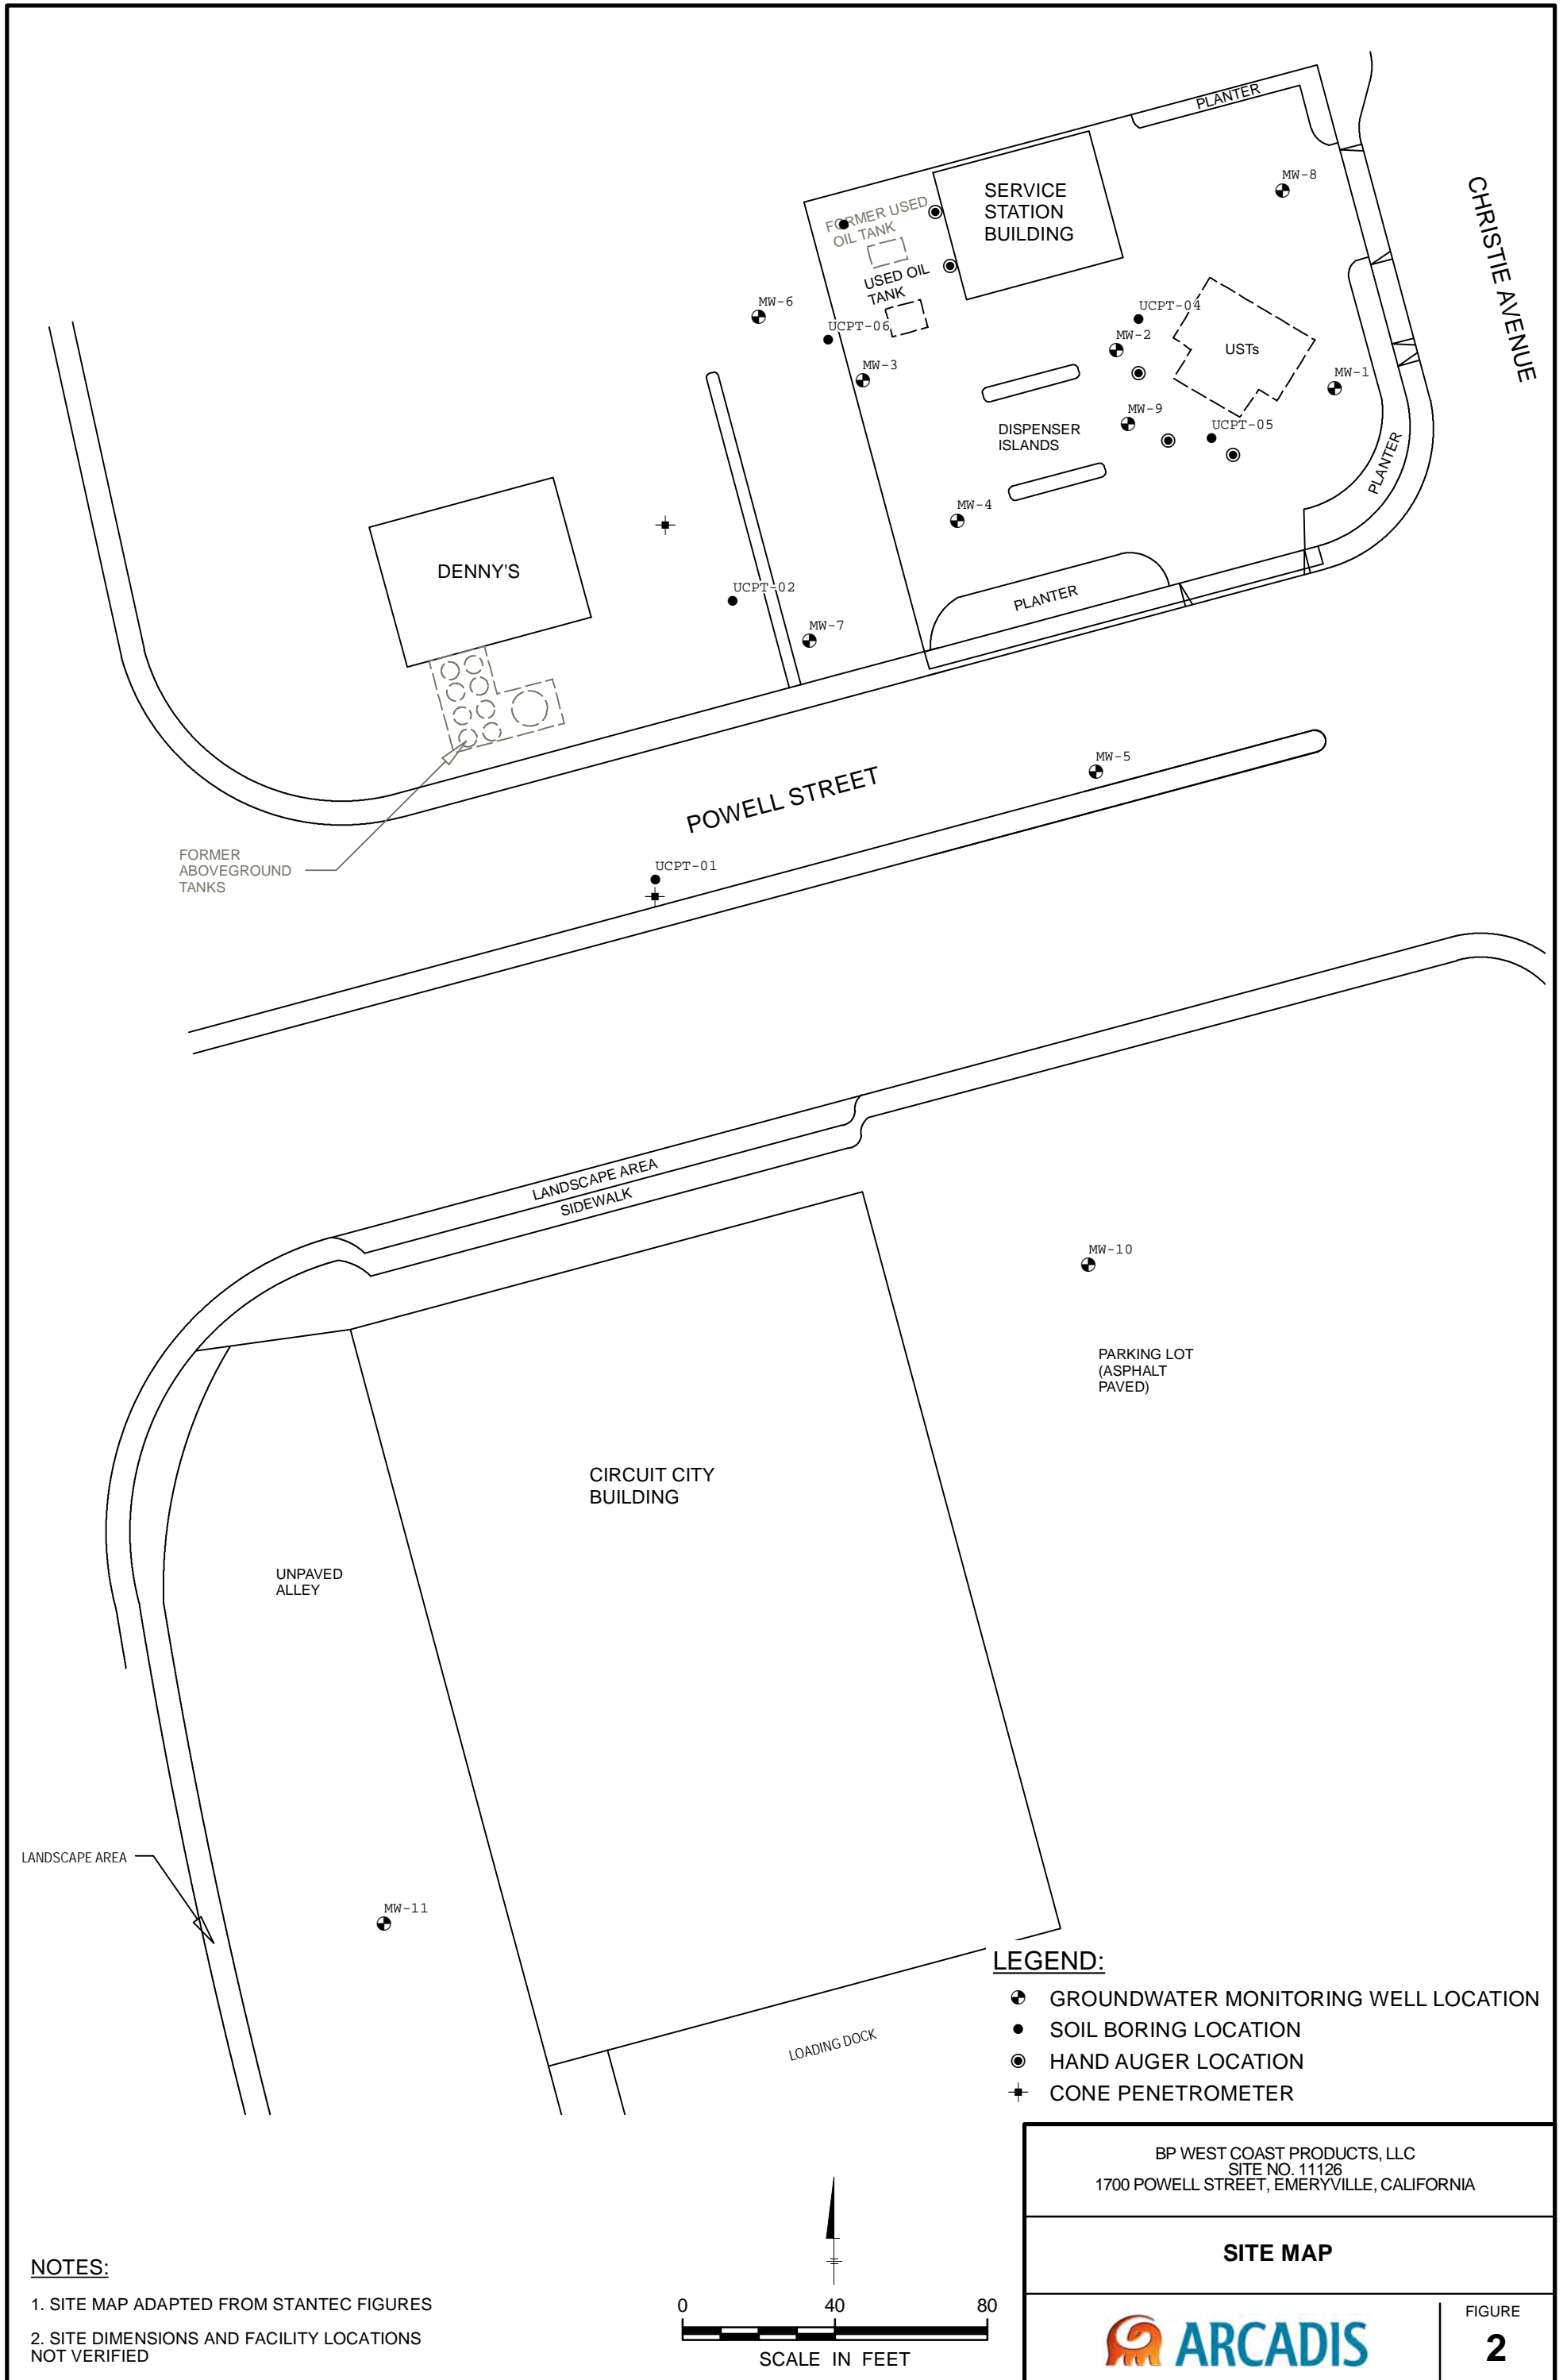 PLANTER
MW-8
CHRISTIE AVENUE
SERVICE
STATION
BUILDING
FORMER USED
OIL TANK
USED OIL
TANK
MW-6
UCPT-06
UCPT-04
MW-2
USTs
MW-3
MW-1
MW-9
UCPT-05
DISPENSER
ISLANDS
PLANTER
MW-4
DENNY'S
UCPT-02
PLANTER
MW-7
MW-5
POWELL STREET
FORMER
ABOVEGROUND
TANKS
UCPT-01
LANDSCAPE AREA
SIDEWALK
MW-10
PARKING LOT
(ASPHALT
PAVED)
CIRCUIT CITY
BUILDING
UNPAVED
ALLEY
LANDSCAPE AREA
MW-11
LOADING DOCK
LEGEND:
GROUNDWATER MONITORING WELL LOCATION
SOIL BORING LOCATION
HAND AUGER LOCATION
CONE PENETROMETER
BP WEST COAST PRODUCTS, LLC
SITE NO. 11126
1700 POWELL STREET, EMERYVILLE, CALIFORNIA
SITE MAP
NOTES:
1. SITE MAP ADAPTED FROM STANTEC FIGURES
2. SITE DIMENSIONS AND FACILITY LOCATIONS
NOT VERIFIED
0 40 80
SCALE IN FEET
ARCADIS
FIGURE
2